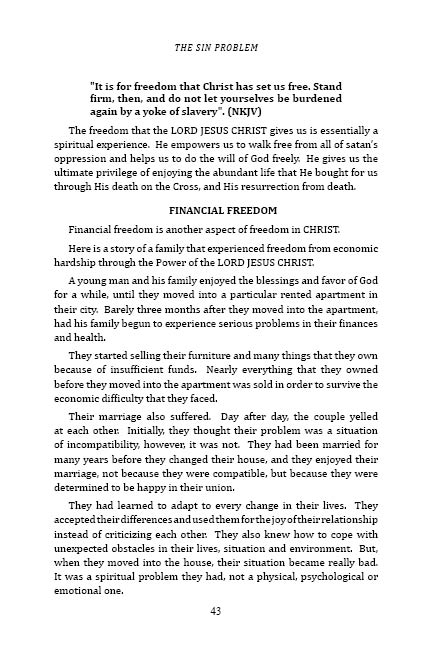 THE SIN PROBLEM
"It is for freedom that Christ has set us free. Stand
firm, then, and do not let yourselves be burdened
again by a yoke of slavery". (NKJV)
The freedom that the LORD JESUS CHRIST gives us is essentially a
spiritual experience. He empowers us to walk free from all of satan's
oppression and helps us to do the will of God freely. He gives us the
ultimate privilege of enjoying the abundant life that He bought for us
through His death on the Cross, and His resurrection from death.
FINANCIAL FREEDOM
Financial freedom is another aspect of freedom in CHRIST.
Here is a story of a family that experienced freedom from economic
hardship through the Power of the LORD JESUS CHRIST.
A young man and his family enjoyed the blessings and favor of God
for a while, until they moved into a particular rented apartment in
their city. Barely three months after they moved into the apartment,
had his family begun to experience serious problems in their finances
and health.
They started selling their furniture and many things that they own
because of insufficient funds. Nearly everything that they owned
before they moved into the apartment was sold in order to survive the
economic difficulty that they faced.
Their marriage also suffered. Day after day, the couple yelled
at each other. Initially, they thought their problem was a situation
of incompatibility, however, it was not. They had been married for
many years before they changed their house, and they enjoyed their
marriage, not because they were compatible, but because they were
determined to be happy in their union.
They had learned to adapt to every change in their lives. They
accepted their differences and used them for the joy of their relationship
instead of criticizing each other. They also knew how to cope with
unexpected obstacles in their lives, situation and environment. But,
when they moved into the house, their situation became really bad.
It was a spiritual problem they had, not a physical, psychological or
emotional one.
43